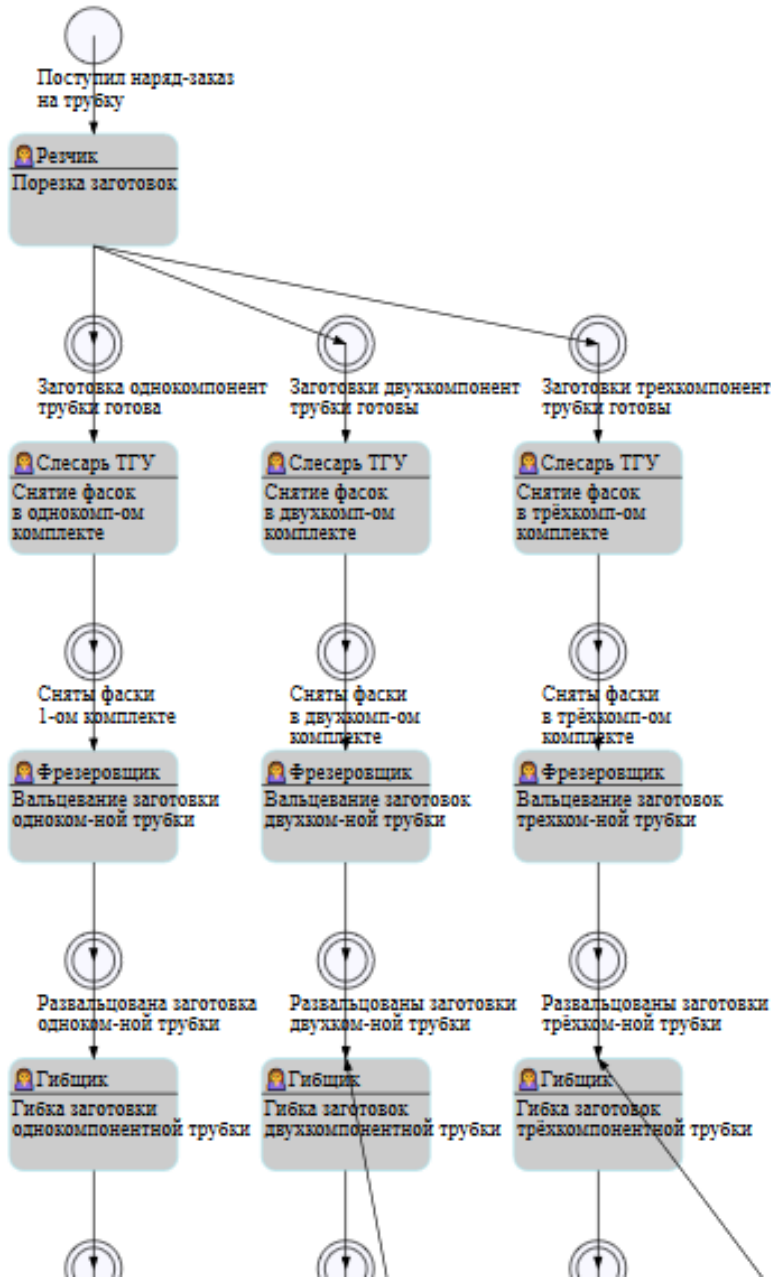 Поступил наряд-заказ
на трубку
Резчик
Порезка заготовок
Заготовка однокомпонент
трубки готова
Заготовки двухкомпонент
трубки готовы
Заготовки трехкомпонент
трубки готовы
Слесарь ТГУ
Снятие фасок
в однокомп-ом
комплекте
Слесарь ТГУ
Снятие фасок
в двухкомп-ом
комплекте
Слесарь ТГУ
Снятие фасок
в трёхкомп-ом
комплекте
Сняты фаски
1-ом комплекте
Сняты фаски
в двухкомп-ом
комплекте
Сняты фаски
в трёхкомп-ом
комплекте
Фрезеровщик
Вальцевание заготовки
одноком-ной трубки
Фрезеровщик
Вальцевание заготовок
двухком-ной трубки
Фрезеровщик
Вальцевание заготовок
трехком-ной трубки
Развальцована заготовка
одноком-ной трубки
Развальцованы заготовки
двухком-ной трубки
Развальцованы заготовки
трёхком-ной трубки
Гибщик
Гибка заготовки
однокомпонентной трубки
Гибщик
Гибка заготовок
двухкомпонентной трубки
Гибщик
Гибка заготовок
трёхкомпонентной трубки